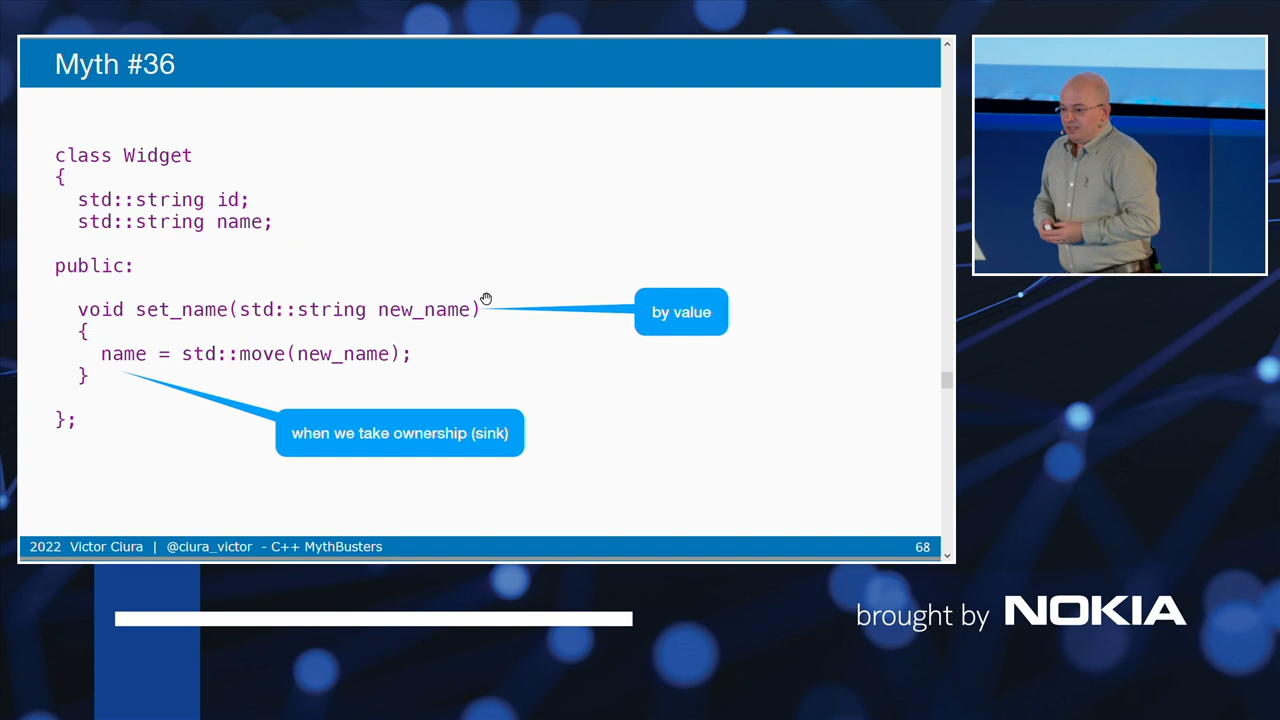 Myth #36
class Widget
{
std::string id;
std::string name;
public:
void set_name(std::string new_name)
by value
{
name = std::move(new_name);
}
when we take ownership (sink)
};
2022 Victor Ciura | @ciura_victor - C++ MythBusters
68
brought by NOKIA